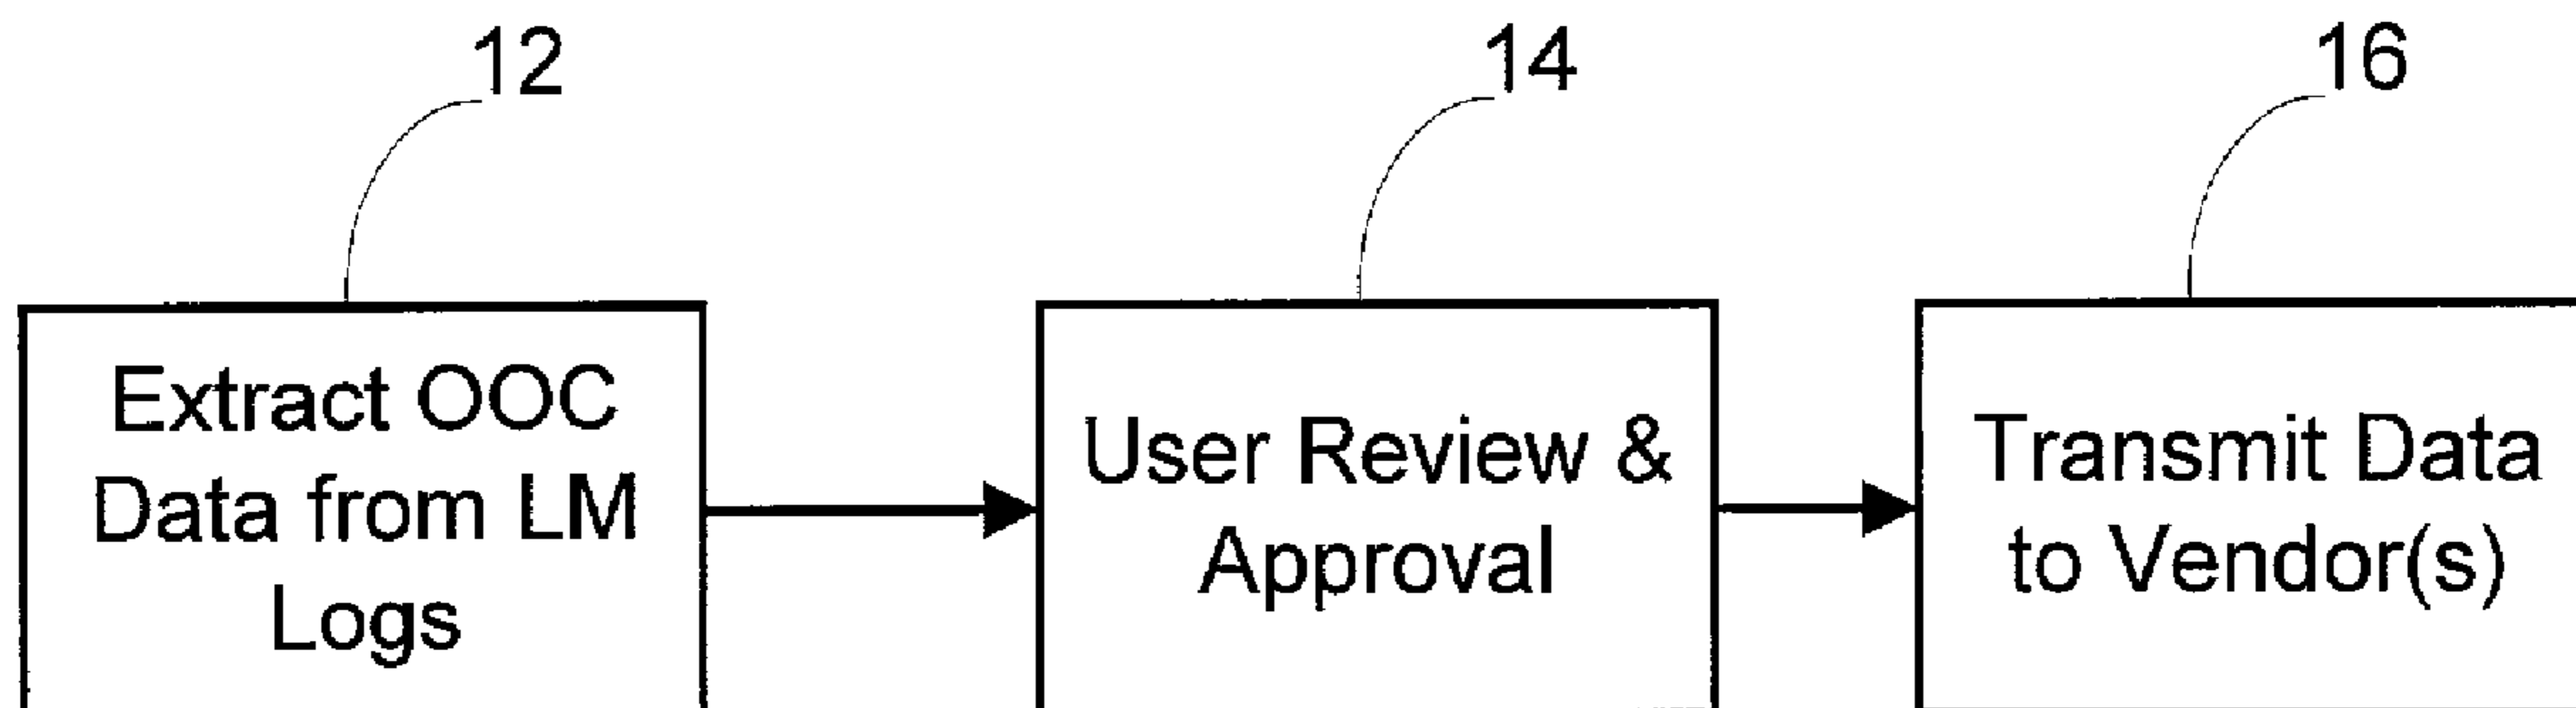 12
14
16
Extract OOC
Data from LM
Logs
User Review &
Approval
Transmit Data
to Vendor(s)